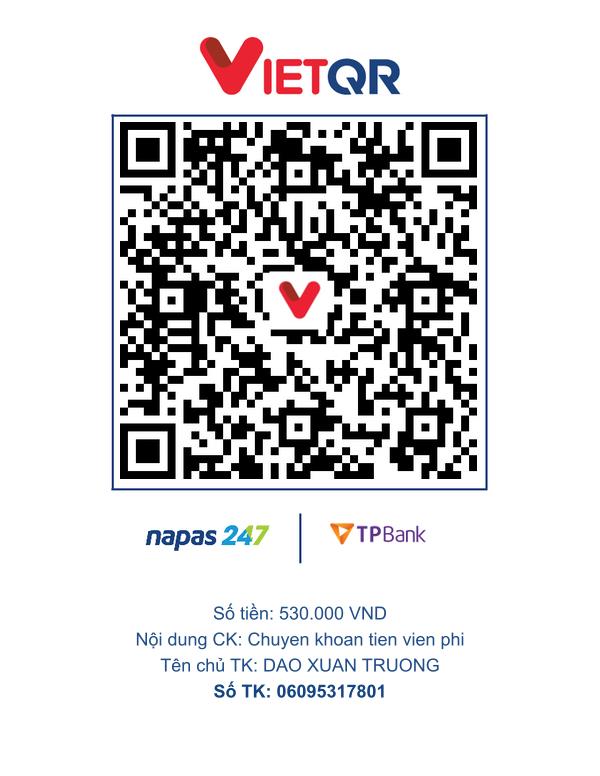 VIETQR
napas 247
TPBank
Số tiền: 530.000 VND
Nội dung CK: Chuyen khoan tien vien phi
Tên chủ TK: DAO XUAN TRUONG
Số TK: 06095317801